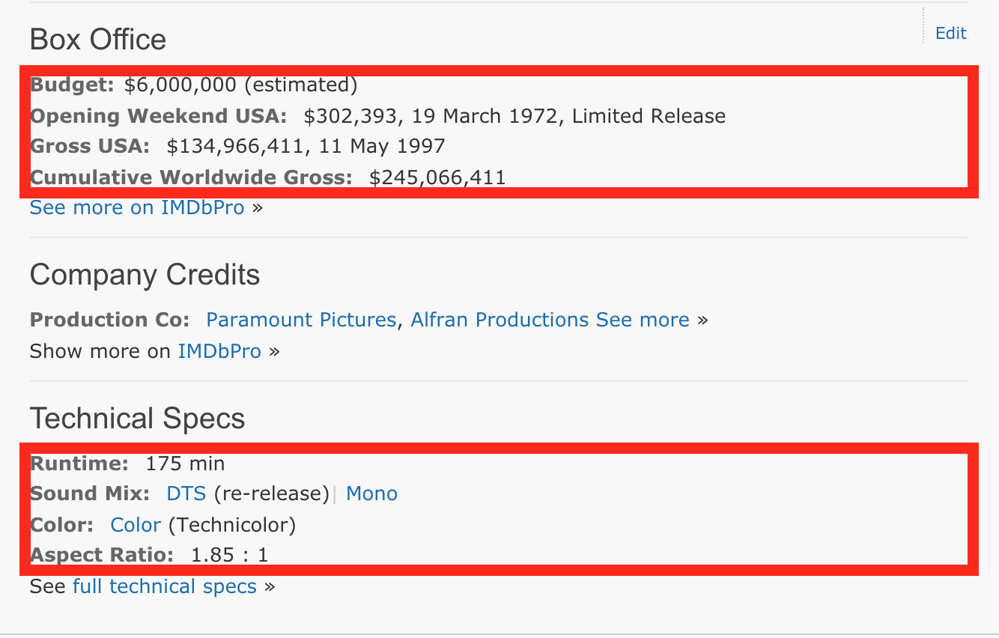 Box Office
Edit
Budget: $6,000,000 (estimated)
Opening Weekend USA: $302,393, 19 March 1972, Limited Release
Gross USA: $134,966,411, 11 May 1997
Cumulative Worldwide Gross: $245,066,411
See more on IMDbPro »
Company Credits
Production Co: Paramount Pictures, Alfran Productions See more »
Show more on IMDbPro »
Technical Specs
Runtime: 175 min
Sound Mix: DTS (re-release)| Mono
Color: Color (Technicolor)
Aspect Ratio: 1.85 : 1
See full technical specs »